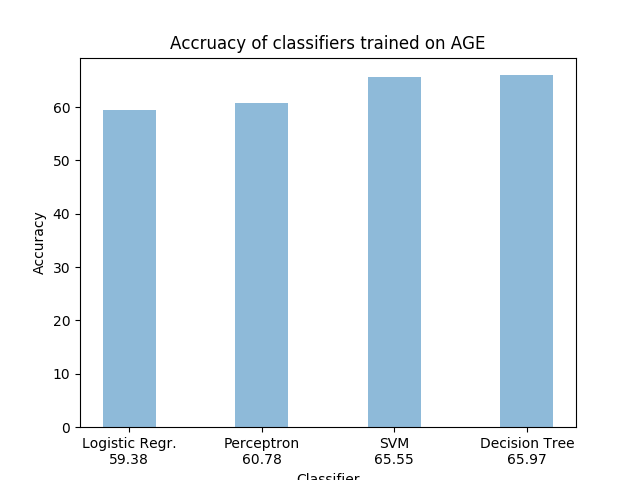 Accruacy of classifiers trained on AGE
Accuracy
60
50
40
30
20
10
0
Logistic Regr. Perceptron SVM Decision Tree
59.38 60.78 65.55 65.97
Classifier